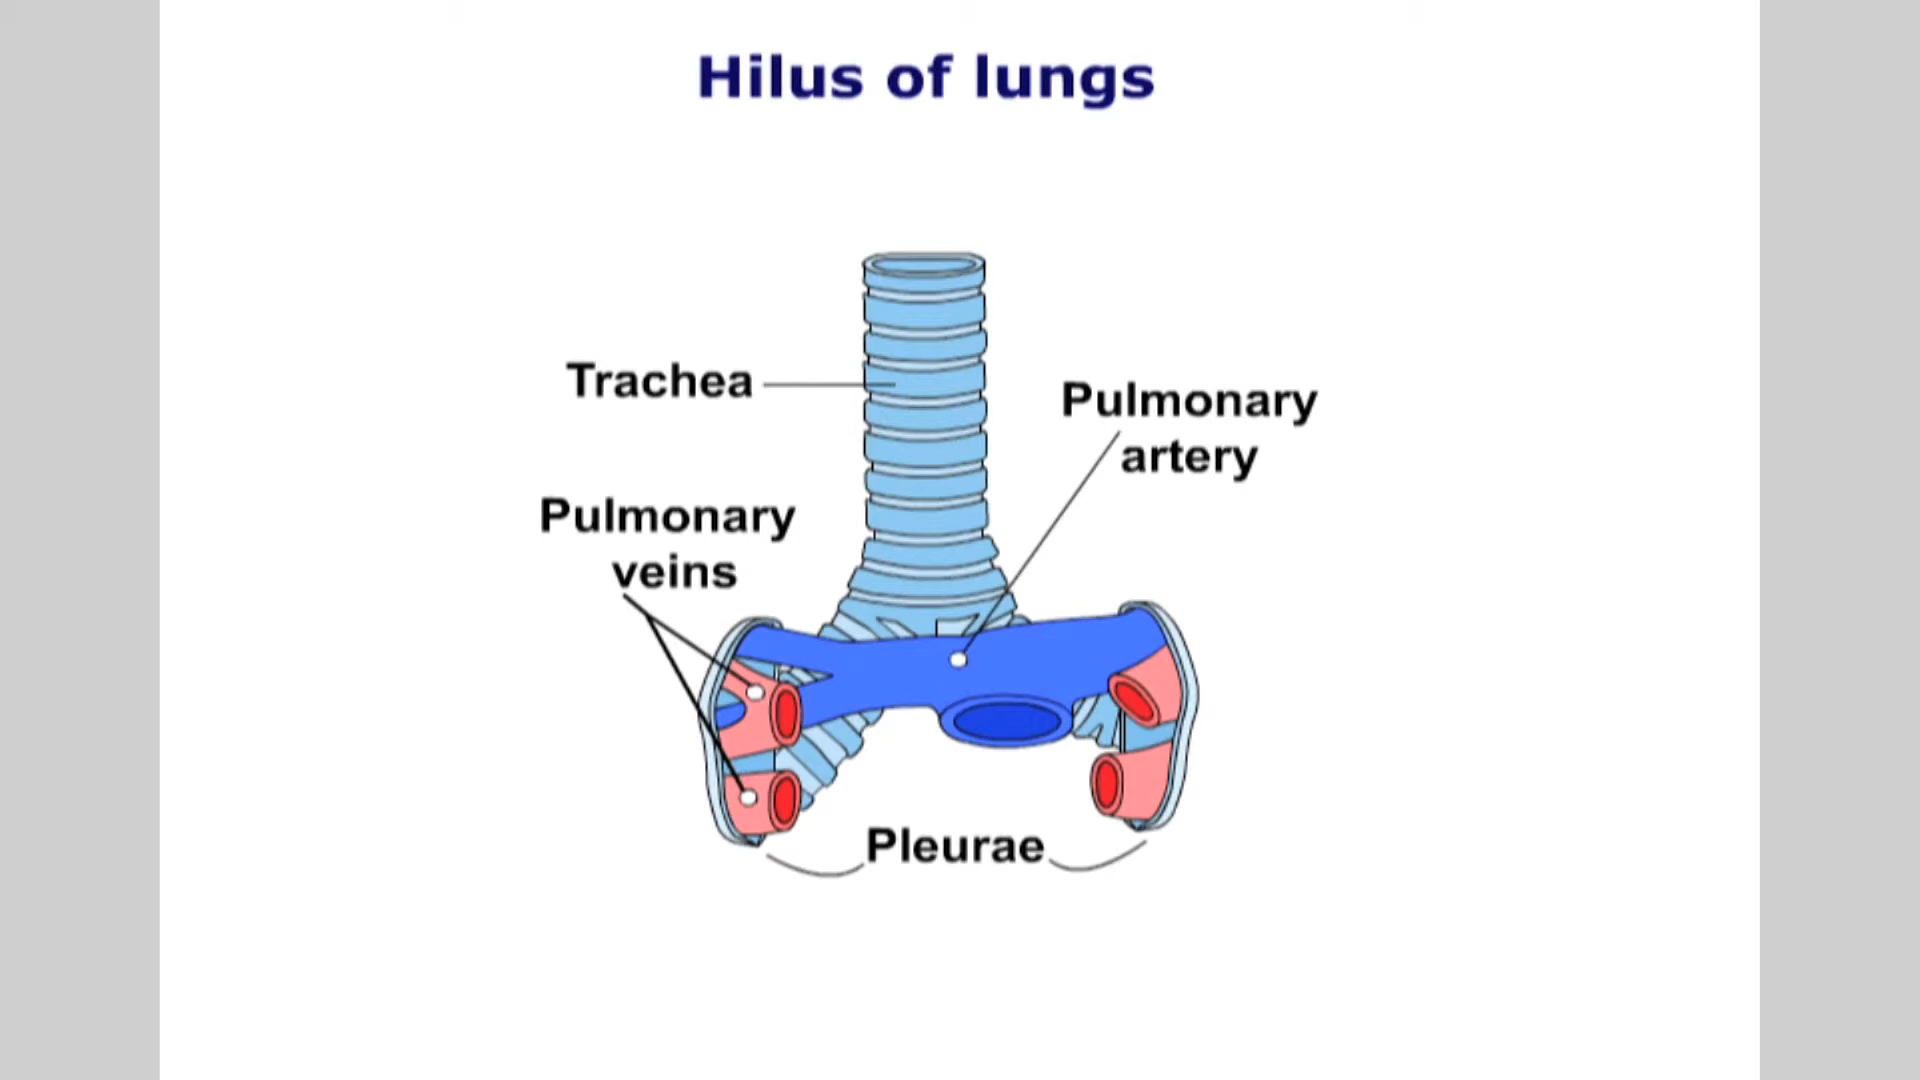 Hilus of lungs
Trachea
Pulmonary
artery
Pulmonary
veins
Pleurae